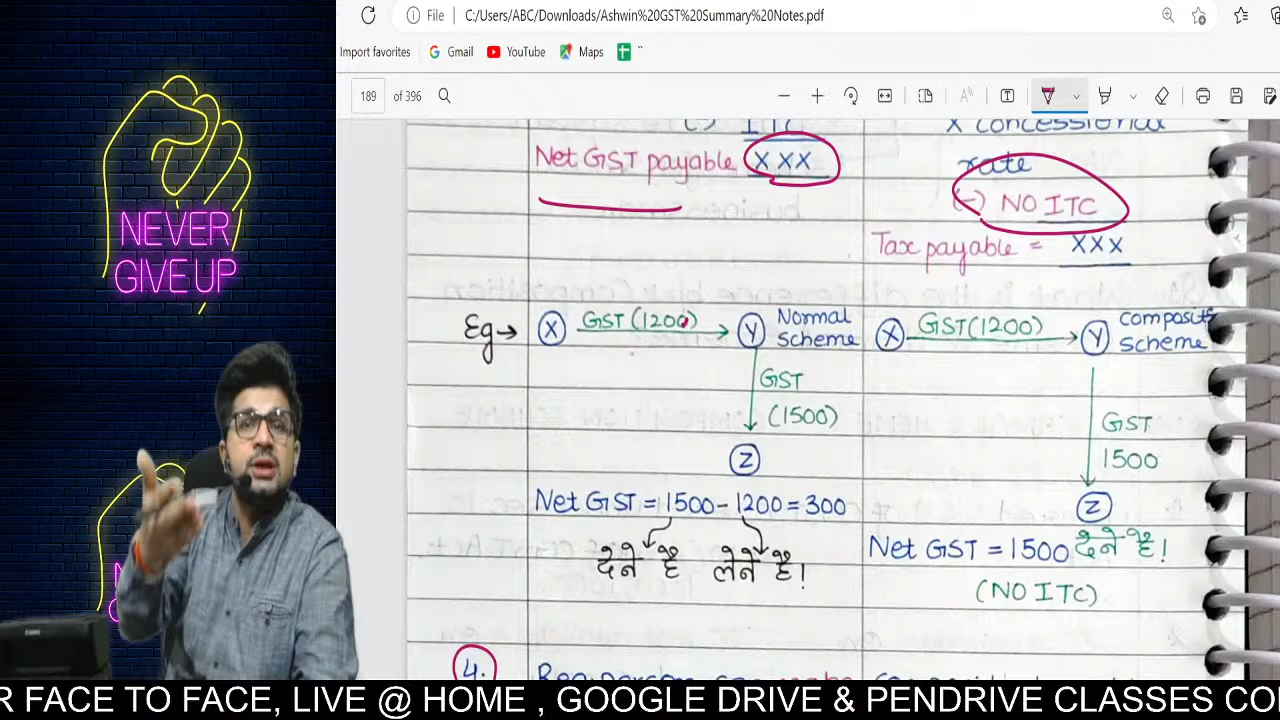 File | C:/Users/ABC/Downloads/Ashwin%20GST%20Summary%20Notes.pdf
Import favorites Gmail YouTube Maps
189 of 396
(-) ITC
Net GST payable XXX
X concessional
rate
(-) NO ITC
Tax payable = XXX
Eg→ X GST (1200) Y Normal scheme
GST
(1500)
Z
Net GST = 1500 - 1200 = 300
देने है लेने है!
X GST (1200) Y scheme
GST
1500
Z
Net GST = 1500 देने है!
(NO ITC)
4.
NEVER
GIVE UP
R FACE TO FACE, LIVE @ HOME , GOOGLE DRIVE & PENDRIVE CLASSES CO